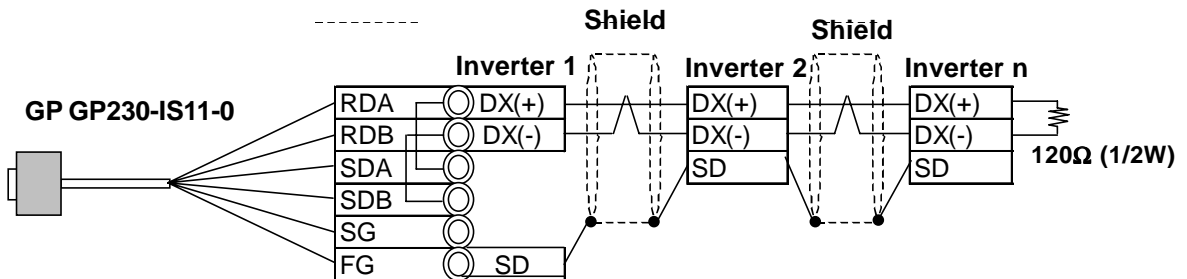 Shield
Shield
Inverter 1
Inverter 2
Inverter n
GP GP230-IS11-0
RDA DX(+) DX(+) DX(+)
RDB DX(-) DX(-) DX(-)
120Ω (1/2W)
SDA SD SD
SDB
SG
FG SD